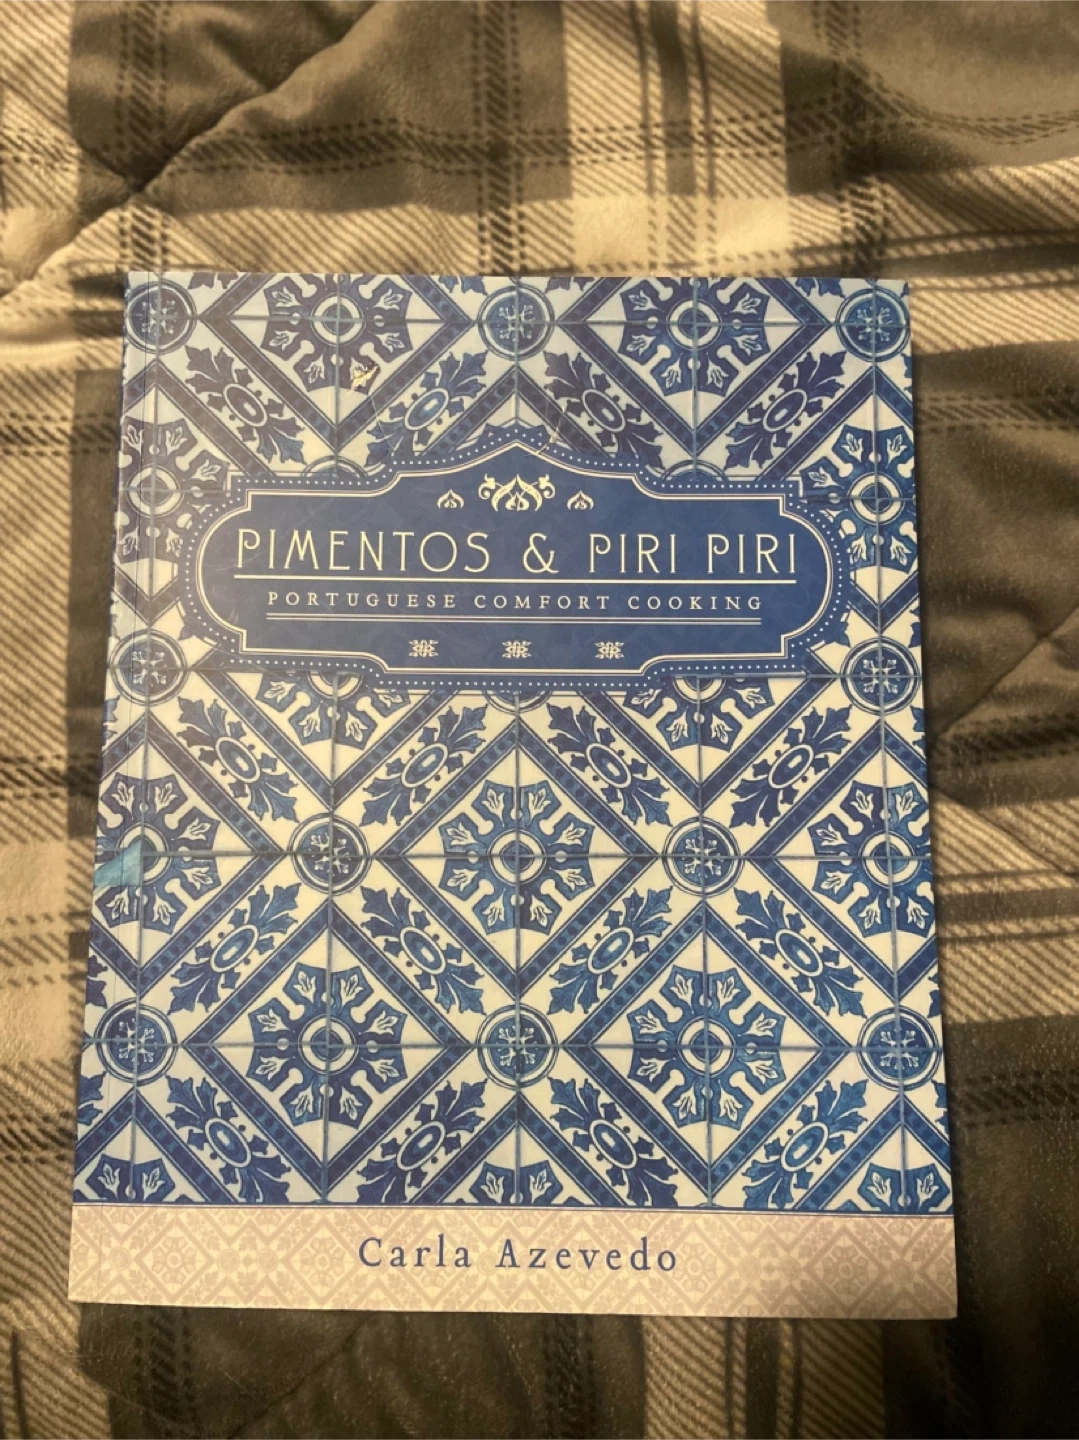 PIMENTOS & PIRI PIRI
PORTUGUESE COMFORT COOKING
Carla Azevedo